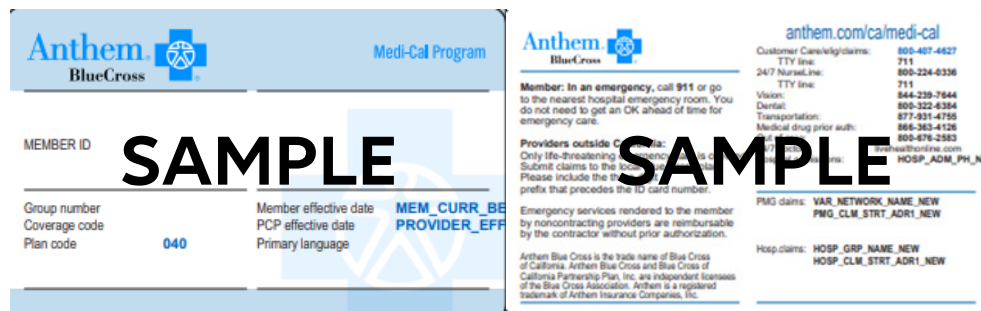 Anthem
BlueCross
Medi-Cal Program
MEMBER ID
SAMPLE
Group number
Coverage code
Plan code 040
Member effective date MEM_CURR_BE
PCP effective date PROVIDER_EFF
Primary language
Anthem
BlueCross
Member: In an emergency, call 911 or go
to the nearest hospital emergency room. You
do not need to get an OK ahead of time for
emergency care.
Providers outside
Only life-threatening
Submit claims to the
Please include the
prefix that precedes the ID card number.
Emergency services rendered to the member
by noncontracting providers are reimbursable
by the contractor without prior authorization.
Anthem Blue Cross is the trade name of Blue Cross
of California. Anthem Blue Cross and Blue Cross of
California Partnership Plan, Inc. are independent licensees
of the Blue Cross Association. Anthem is a registered
trademark of Anthem Insurance Companies, Inc.
SAMPLE
anthem.com/ca/medi-cal
Customer Care/elig/claims: 800-407-4627
TTY line: 711
24/7 NurseLine: 800-224-0336
TTY line: 711
Vision: 844-239-7644
Dental: 800-322-6384
Transportation: 877-931-4755
Medical drug prior auth: 866-363-4126
800-676-2583
livehealthonline.com
HOSP_ADM_PH_N
PMG claims: VAR_NETWORK_NAME_NEW
PMG_CLM_STRT_ADR1_NEW
Hosp.claims: HOSP_GRP_NAME_NEW
HOSP_CLM_STRT_ADR1_NEW